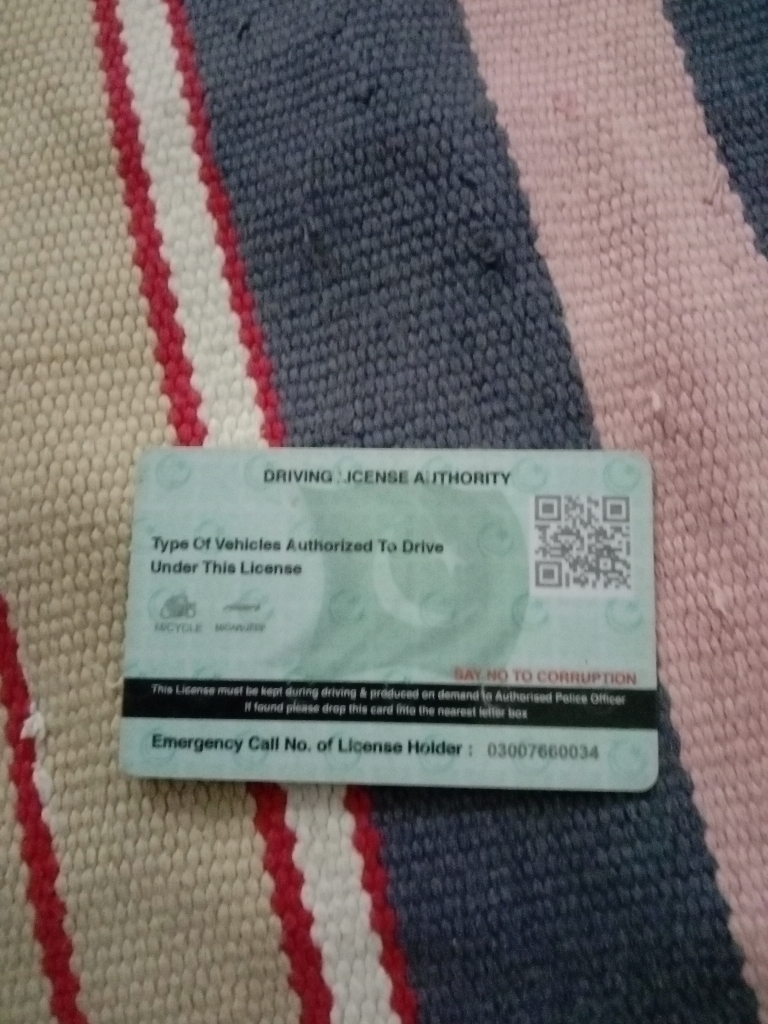 DRIVING LICENSE AUTHORITY
Type Of Vehicles Authorized To Drive
Under This License
M/CYCLE
SAY NO TO CORRUPTION
This License must be kept during driving & produced on demand to Authorised Police Officer
If found please drop this card into the nearest letter box
Emergency Call No. of License Holder : 03007660034